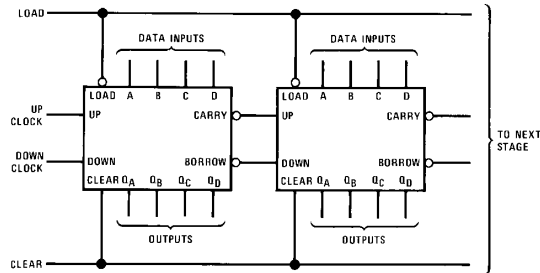 LOAD
DATA INPUTS
DATA INPUTS
LOAD A B C D
LOAD A B C D
UP CLOCK
UP
CARRY
UP
CARRY
TO NEXT STAGE
DOWN CLOCK
DOWN
BORROW
DOWN
BORROW
CLEAR QA QB QC QD
CLEAR QA QB QC QD
OUTPUTS
OUTPUTS
CLEAR